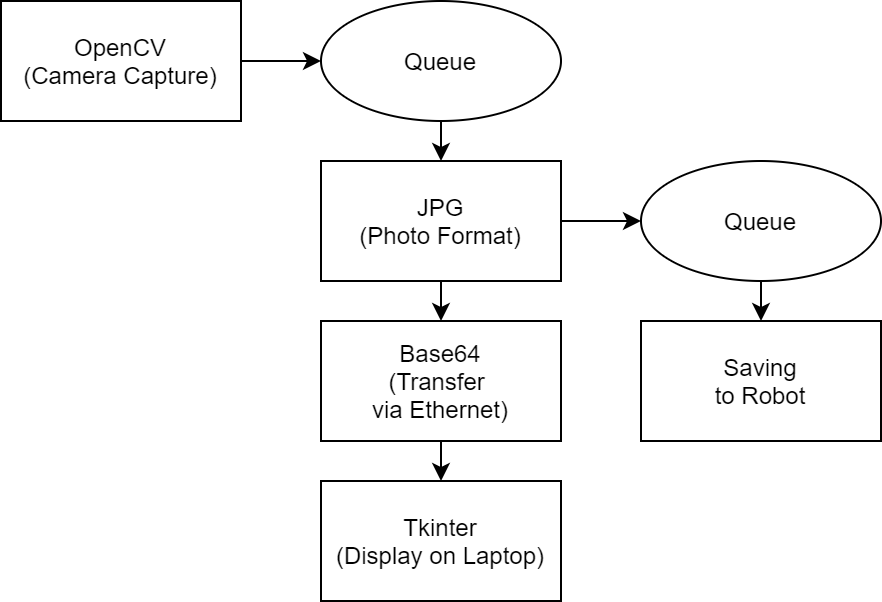 OpenCV
(Camera Capture)
Queue
JPG
(Photo Format)
Queue
Base64
(Transfer
via Ethernet)
Saving
to Robot
Tkinter
(Display on Laptop)